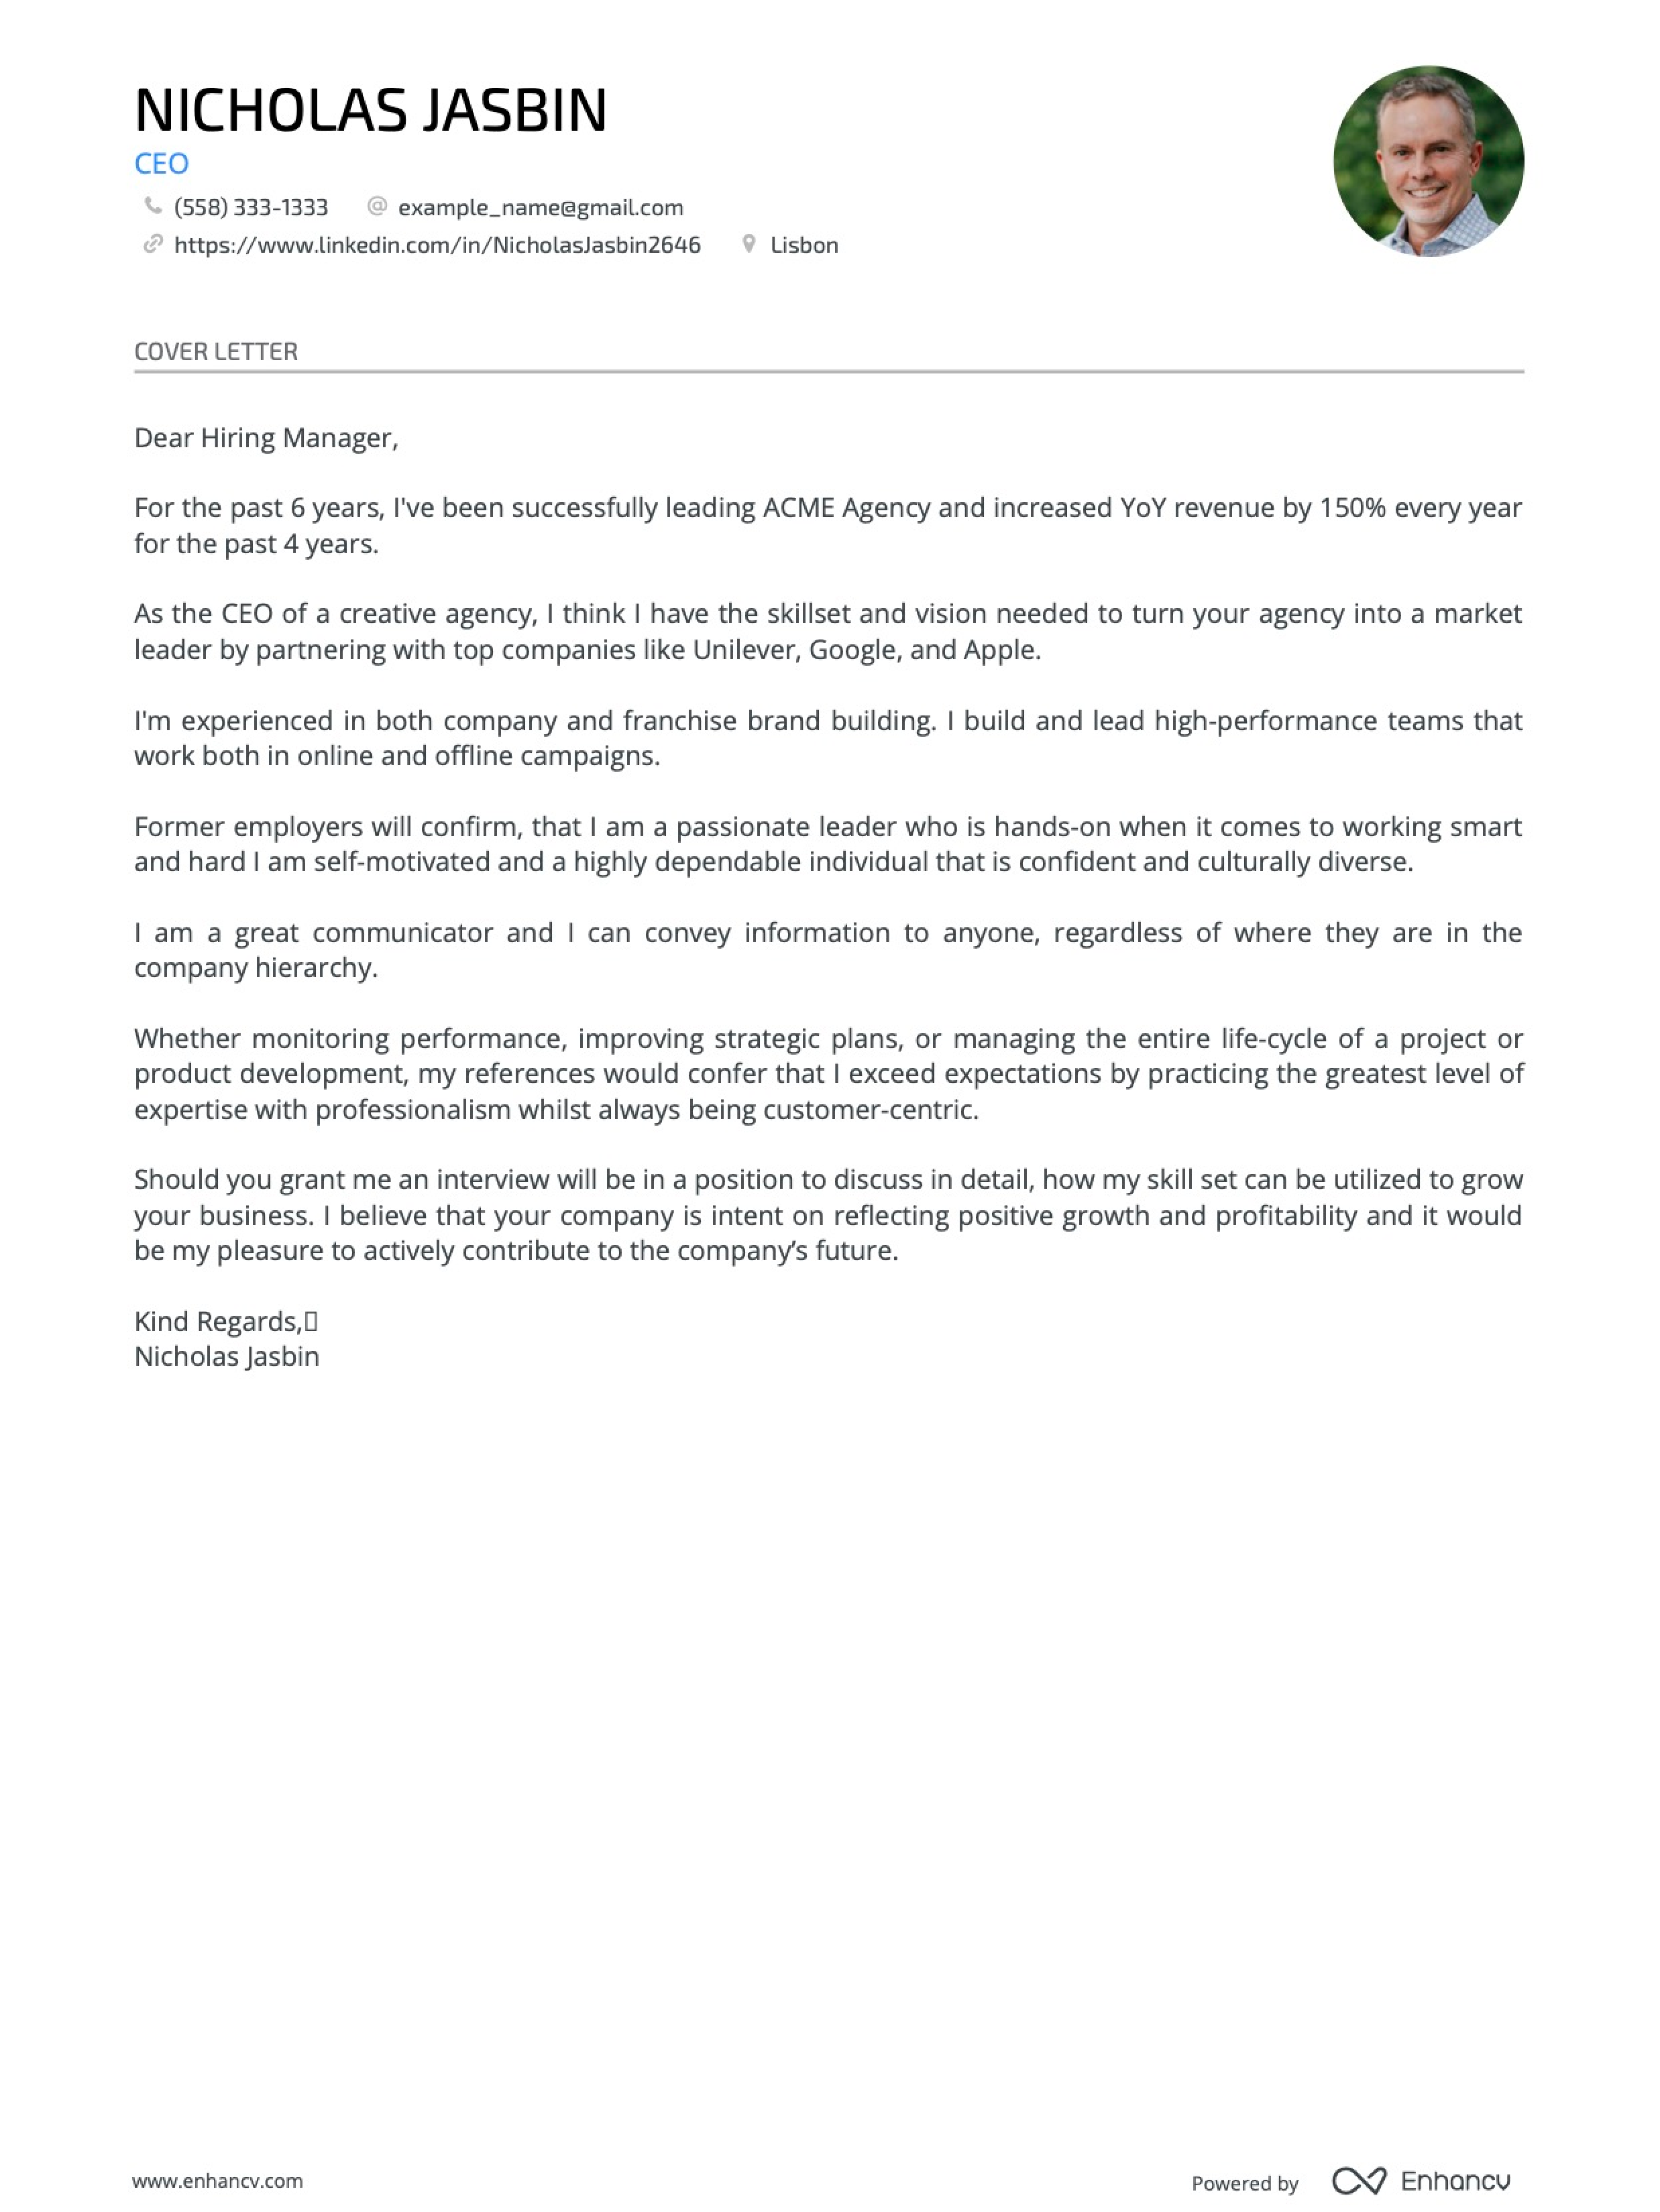 NICHOLAS JASBIN
CEO
(558) 333-1333 @ example_name@gmail.com
https://www.linkedin.com/in/NicholasJasbin2646 Lisbon
COVER LETTER
Dear Hiring Manager,
For the past 6 years, I've been successfully leading ACME Agency and increased YoY revenue by 150% every year
for the past 4 years.
As the CEO of a creative agency, I think I have the skillset and vision needed to turn your agency into a market
leader by partnering with top companies like Unilever, Google, and Apple.
I'm experienced in both company and franchise brand building. I build and lead high-performance teams that
work both in online and offline campaigns.
Former employers will confirm, that I am a passionate leader who is hands-on when it comes to working smart
and hard I am self-motivated and a highly dependable individual that is confident and culturally diverse.
I am a great communicator and I can convey information to anyone, regardless of where they are in the
company hierarchy.
Whether monitoring performance, improving strategic plans, or managing the entire life-cycle of a project or
product development, my references would confer that I exceed expectations by practicing the greatest level of
expertise with professionalism whilst always being customer-centric.
Should you grant me an interview will be in a position to discuss in detail, how my skill set can be utilized to grow
your business. I believe that your company is intent on reflecting positive growth and profitability and it would
be my pleasure to actively contribute to the company’s future.
Kind Regards,
Nicholas Jasbin
www.enhancv.com
Powered by Enhancv